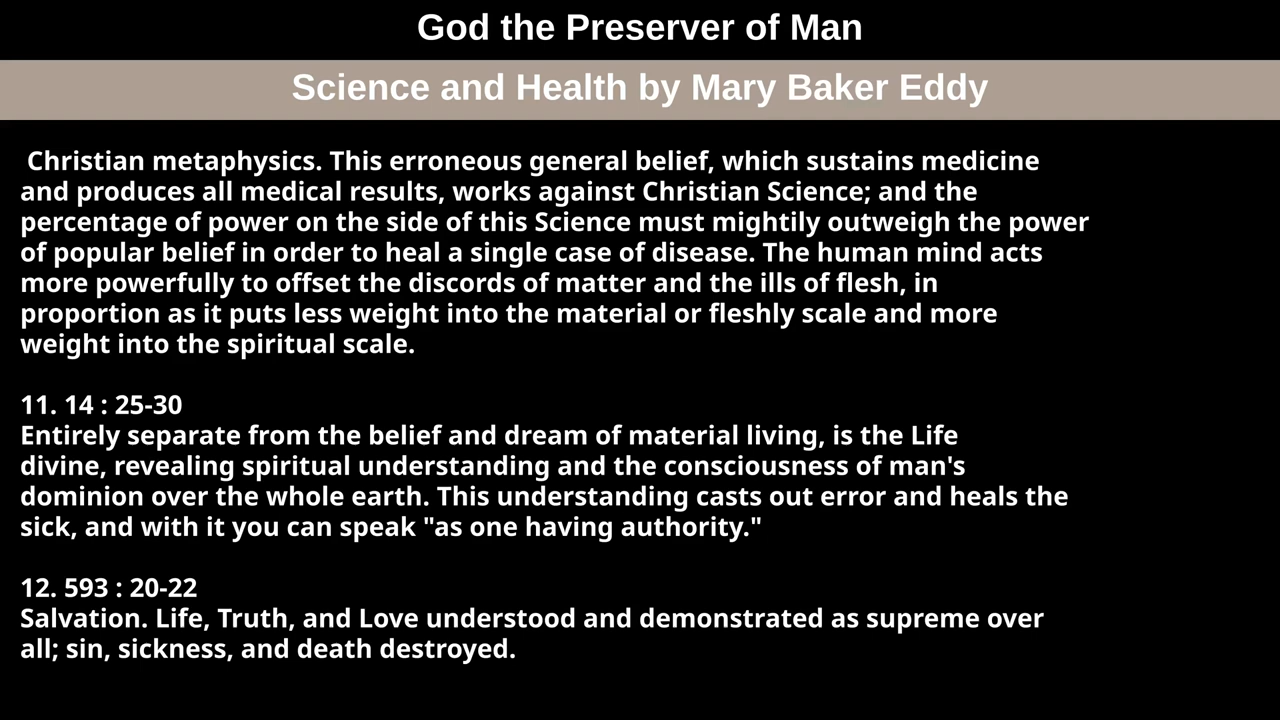 God the Preserver of Man
Science and Health by Mary Baker Eddy
Christian metaphysics. This erroneous general belief, which sustains medicine
and produces all medical results, works against Christian Science; and the
percentage of power on the side of this Science must mightily outweigh the power
of popular belief in order to heal a single case of disease. The human mind acts
more powerfully to offset the discords of matter and the ills of flesh, in
proportion as it puts less weight into the material or fleshly scale and more
weight into the spiritual scale.
11. 14 : 25-30
Entirely separate from the belief and dream of material living, is the Life
divine, revealing spiritual understanding and the consciousness of man's
dominion over the whole earth. This understanding casts out error and heals the
sick, and with it you can speak "as one having authority."
12. 593 : 20-22
Salvation. Life, Truth, and Love understood and demonstrated as supreme over
all; sin, sickness, and death destroyed.